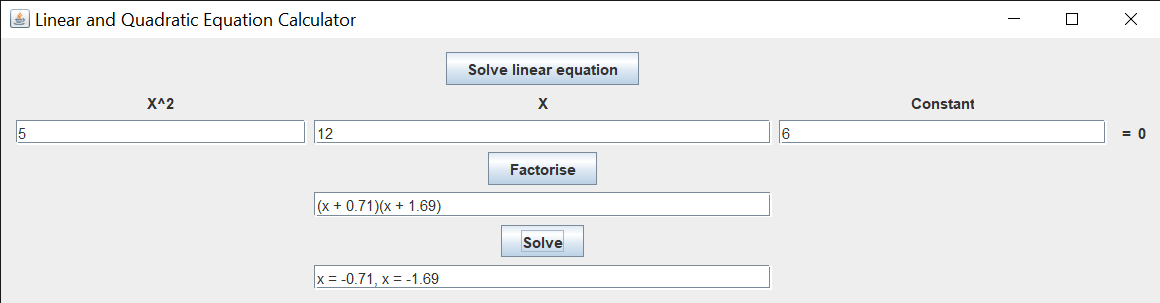 Linear and Quadratic Equation Calculator
Solve linear equation
X^2 X Constant
5 12 6 = 0
Factorise
(x + 0.71)(x + 1.69)
Solve
x = -0.71, x = -1.69